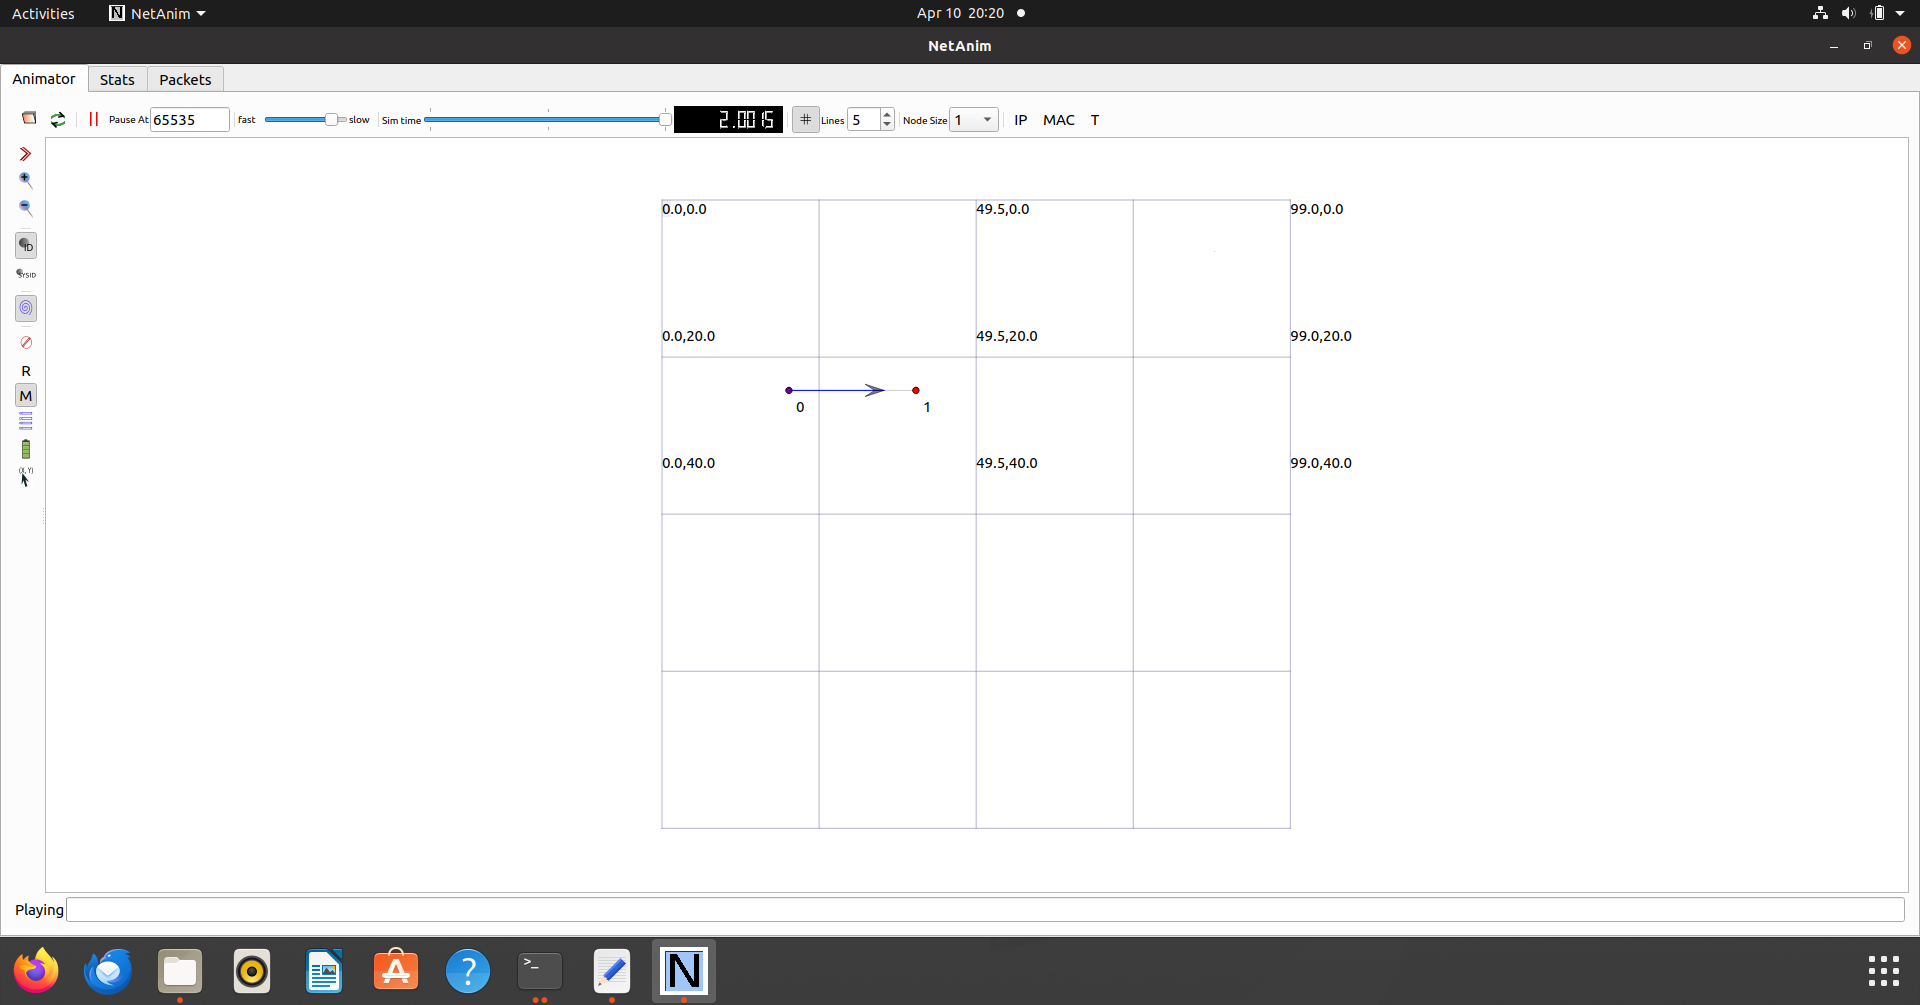 Activities NetAnim Apr 10 20:20
NetAnim
Animator Stats Packets
Pause At 65535 fast slow Sim time 2.0015 # Lines 5 Node Size 1 IP MAC T
ID
SYSID
R
M
(X, Y)
0.0,0.0 49.5,0.0 99.0,0.0
0.0,20.0 49.5,20.0 99.0,20.0
0 1
0.0,40.0 49.5,40.0 99.0,40.0
Playing
>_ ? N